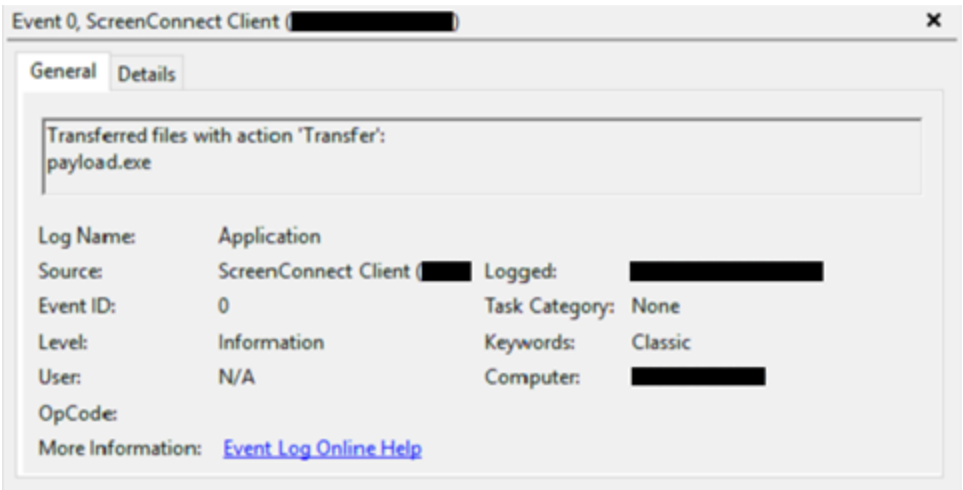 Event 0, ScreenConnect Client ( )
General Details
Transferred files with action 'Transfer':
payload.exe
Log Name: Application
Source: ScreenConnect Client ( Logged:
Event ID: 0 Task Category: None
Level: Information Keywords: Classic
User: N/A Computer:
OpCode:
More Information: Event Log Online Help